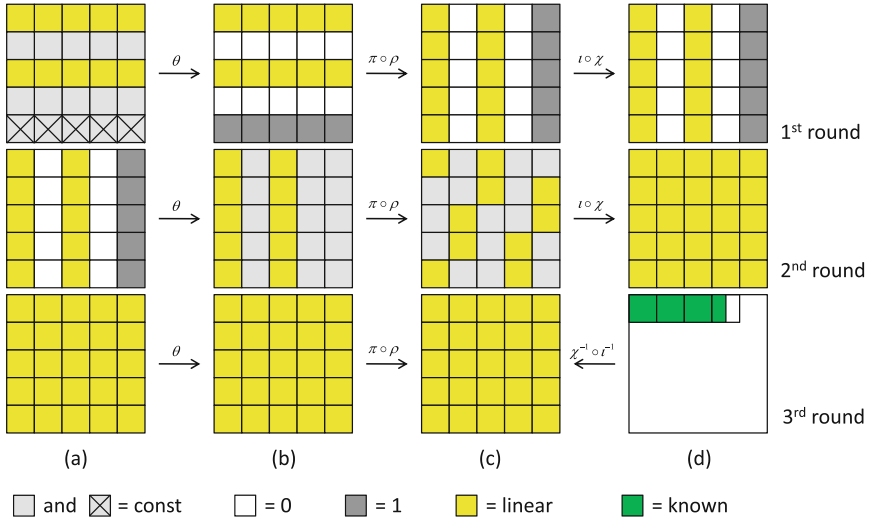 θ π ∘ ρ ι ∘ χ
1st round
θ π ∘ ρ ι ∘ χ
2nd round
θ π ∘ ρ χ⁻¹ ∘ ι⁻¹
3rd round
(a) (b) (c) (d)
and = const = 0 = 1 = linear = known